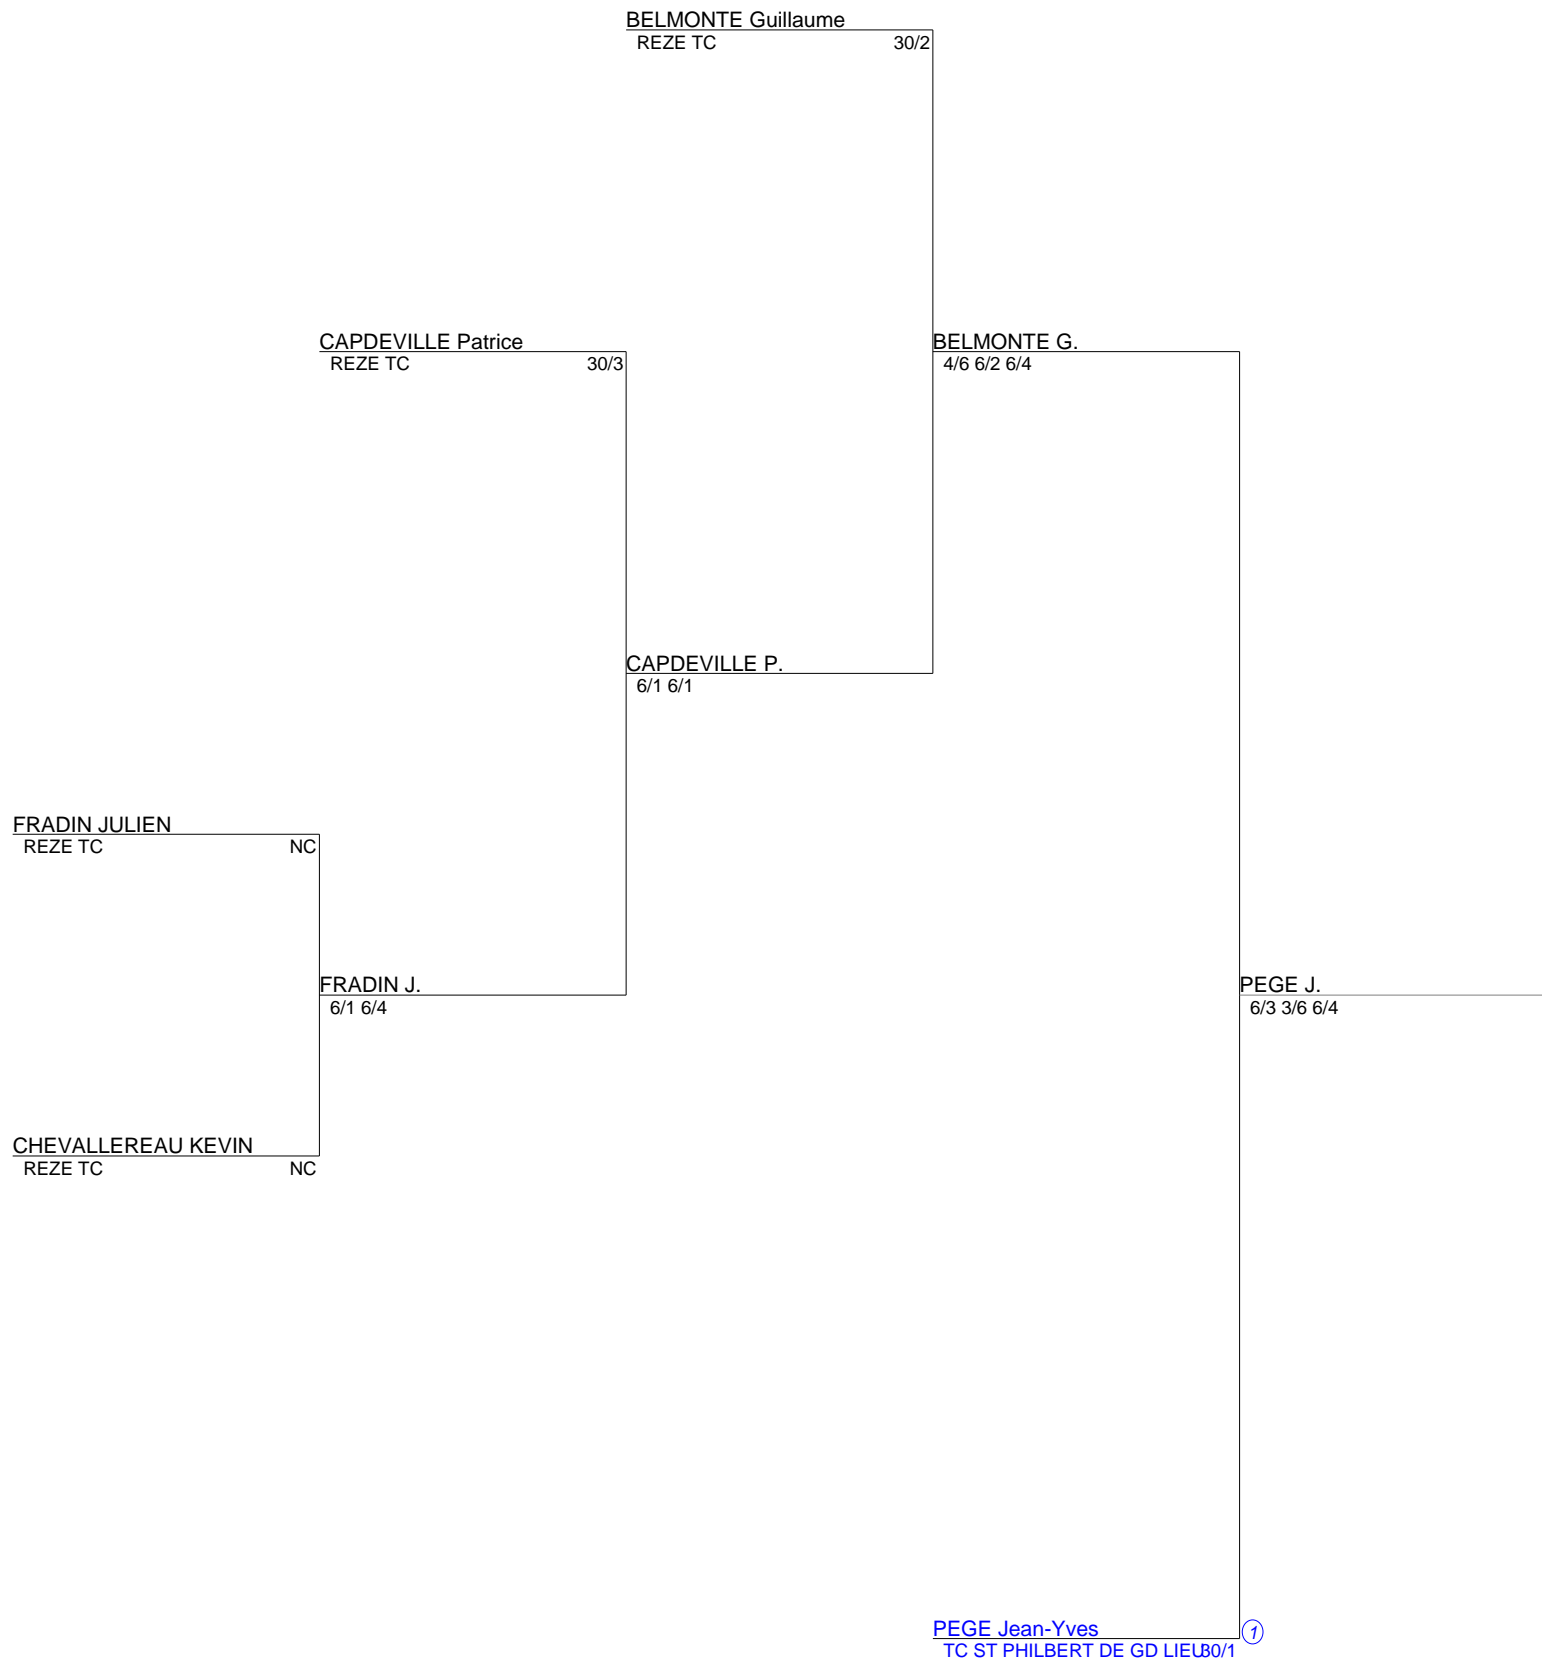 BELMONTE Guillaume
REZE TC 30/2
CAPDEVILLE Patrice
REZE TC 30/3
BELMONTE G.
4/6 6/2 6/4
CAPDEVILLE P.
6/1 6/1
FRADIN JULIEN
REZE TC NC
FRADIN J.
6/1 6/4
PEGE J.
6/3 3/6 6/4
CHEVALLEREAU KEVIN
REZE TC NC
PEGE Jean-Yves 1
TC ST PHILBERT DE GD LIEU 30/1